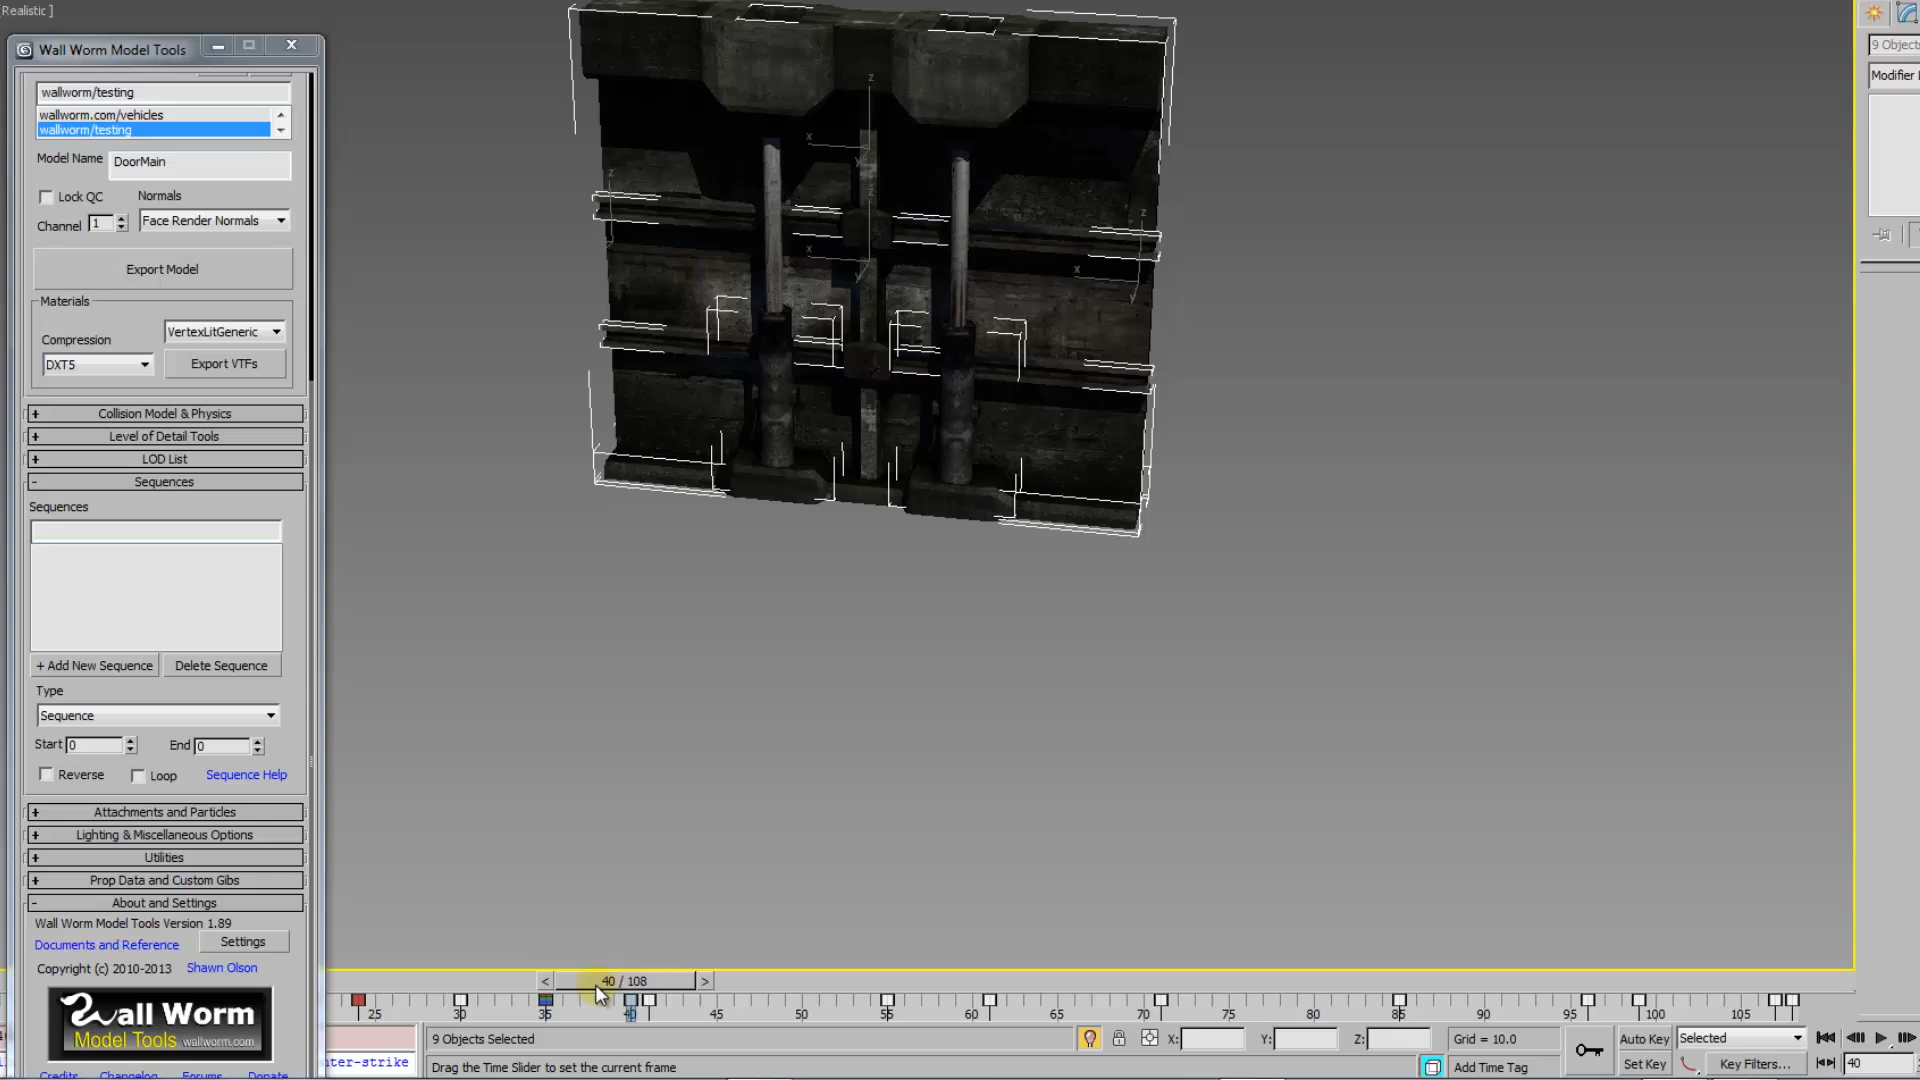 [Realistic ]
Wall Worm Model Tools
wallworm/testing
wallworm.com/vehicles
wallworm/testing
Model Name DoorMain
Lock QC Normals
Channel 1 Face Render Normals
Export Model
Materials
Compression VertexLitGeneric
DXT5 Export VTFs
+ Collision Model & Physics
+ Level of Detail Tools
+ LOD List
- Sequences
Sequences
+ Add New Sequence Delete Sequence
Type
Sequence
Start 0 End 0
Reverse Loop Sequence Help
+ Attachments and Particles
+ Lighting & Miscellaneous Options
+ Utilities
+ Prop Data and Custom Gibs
- About and Settings
Wall Worm Model Tools Version 1.89
Documents and Reference Settings
Copyright (c) 2010-2013 Shawn Olson
Wall Worm
Model Tools wallworm.com
Credits Changelog Forums Donate
z
x
y
z
x
y
z
z
x
y
9 Objects
Modifier
< 40 / 108 >
25 30 35 40 45 50 55 60 65 70 75 80 85 90 95 100 105
9 Objects Selected X: Y: Z: Grid = 10.0 Auto Key Selected
nter-strike Drag the Time Slider to set the current frame Add Time Tag Set Key Key Filters... 40